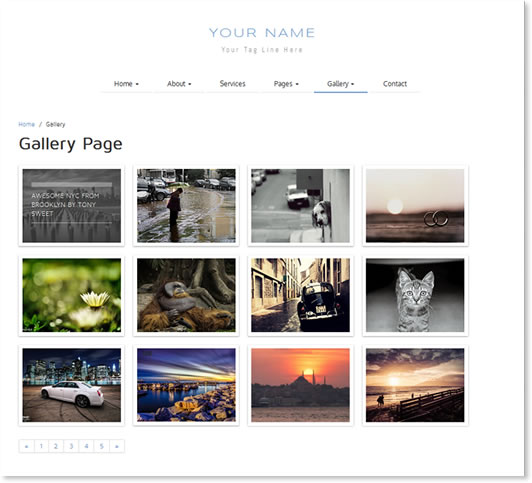 YOUR NAME
Your Tag Line Here
Home About Services Pages Gallery Contact
Home / Gallery
Gallery Page
AWESOME NYC FROM
BROOKLYN BY TONY
SWEET
« 1 2 3 4 5 »